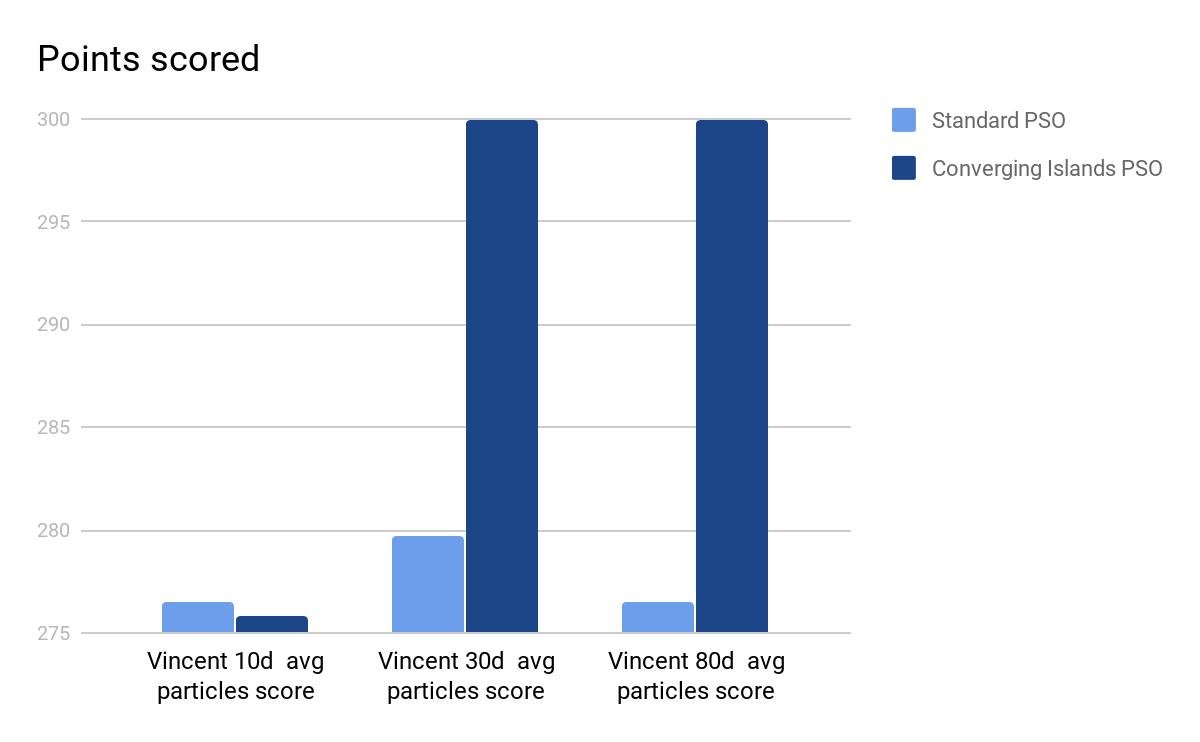 Points scored
300
295
290
285
280
275
Standard PSO
Converging Islands PSO
Vincent 10d  avg
particles score
Vincent 30d  avg
particles score
Vincent 80d  avg
particles score